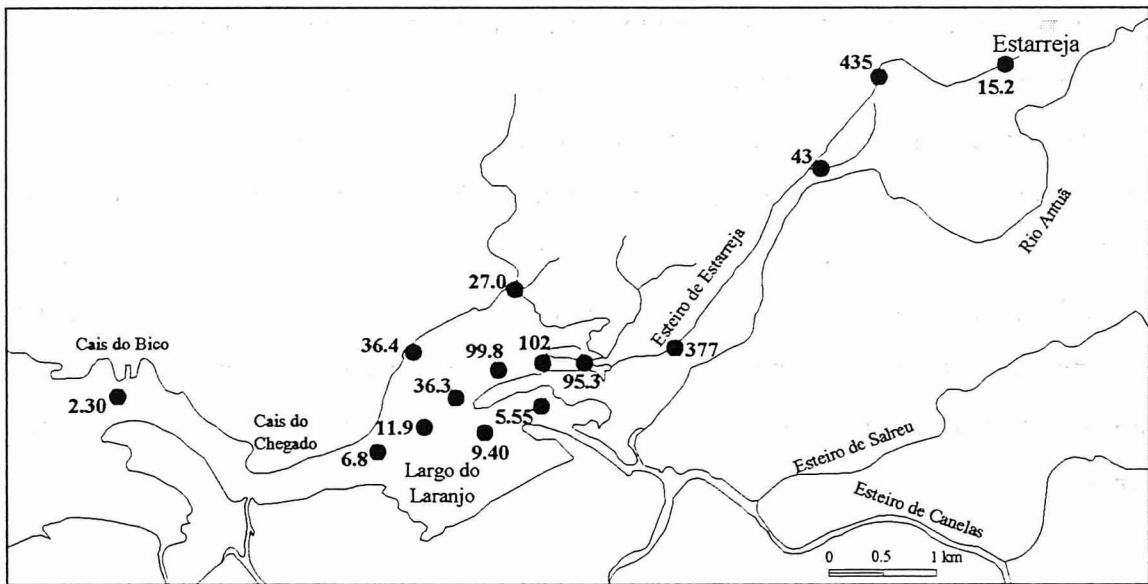 Estarreja
435
15.2
43
Rio Antuã
Esteiro de Estarreja
27.0
Cais do Bico
36.4
99.8
102
377
95.3
2.30
36.3
5.55
Cais do
Chegado
11.9
9.40
6.8
Largo do
Laranjo
Esteiro de Salreu
Esteiro de Canelas
0 0.5 1 km